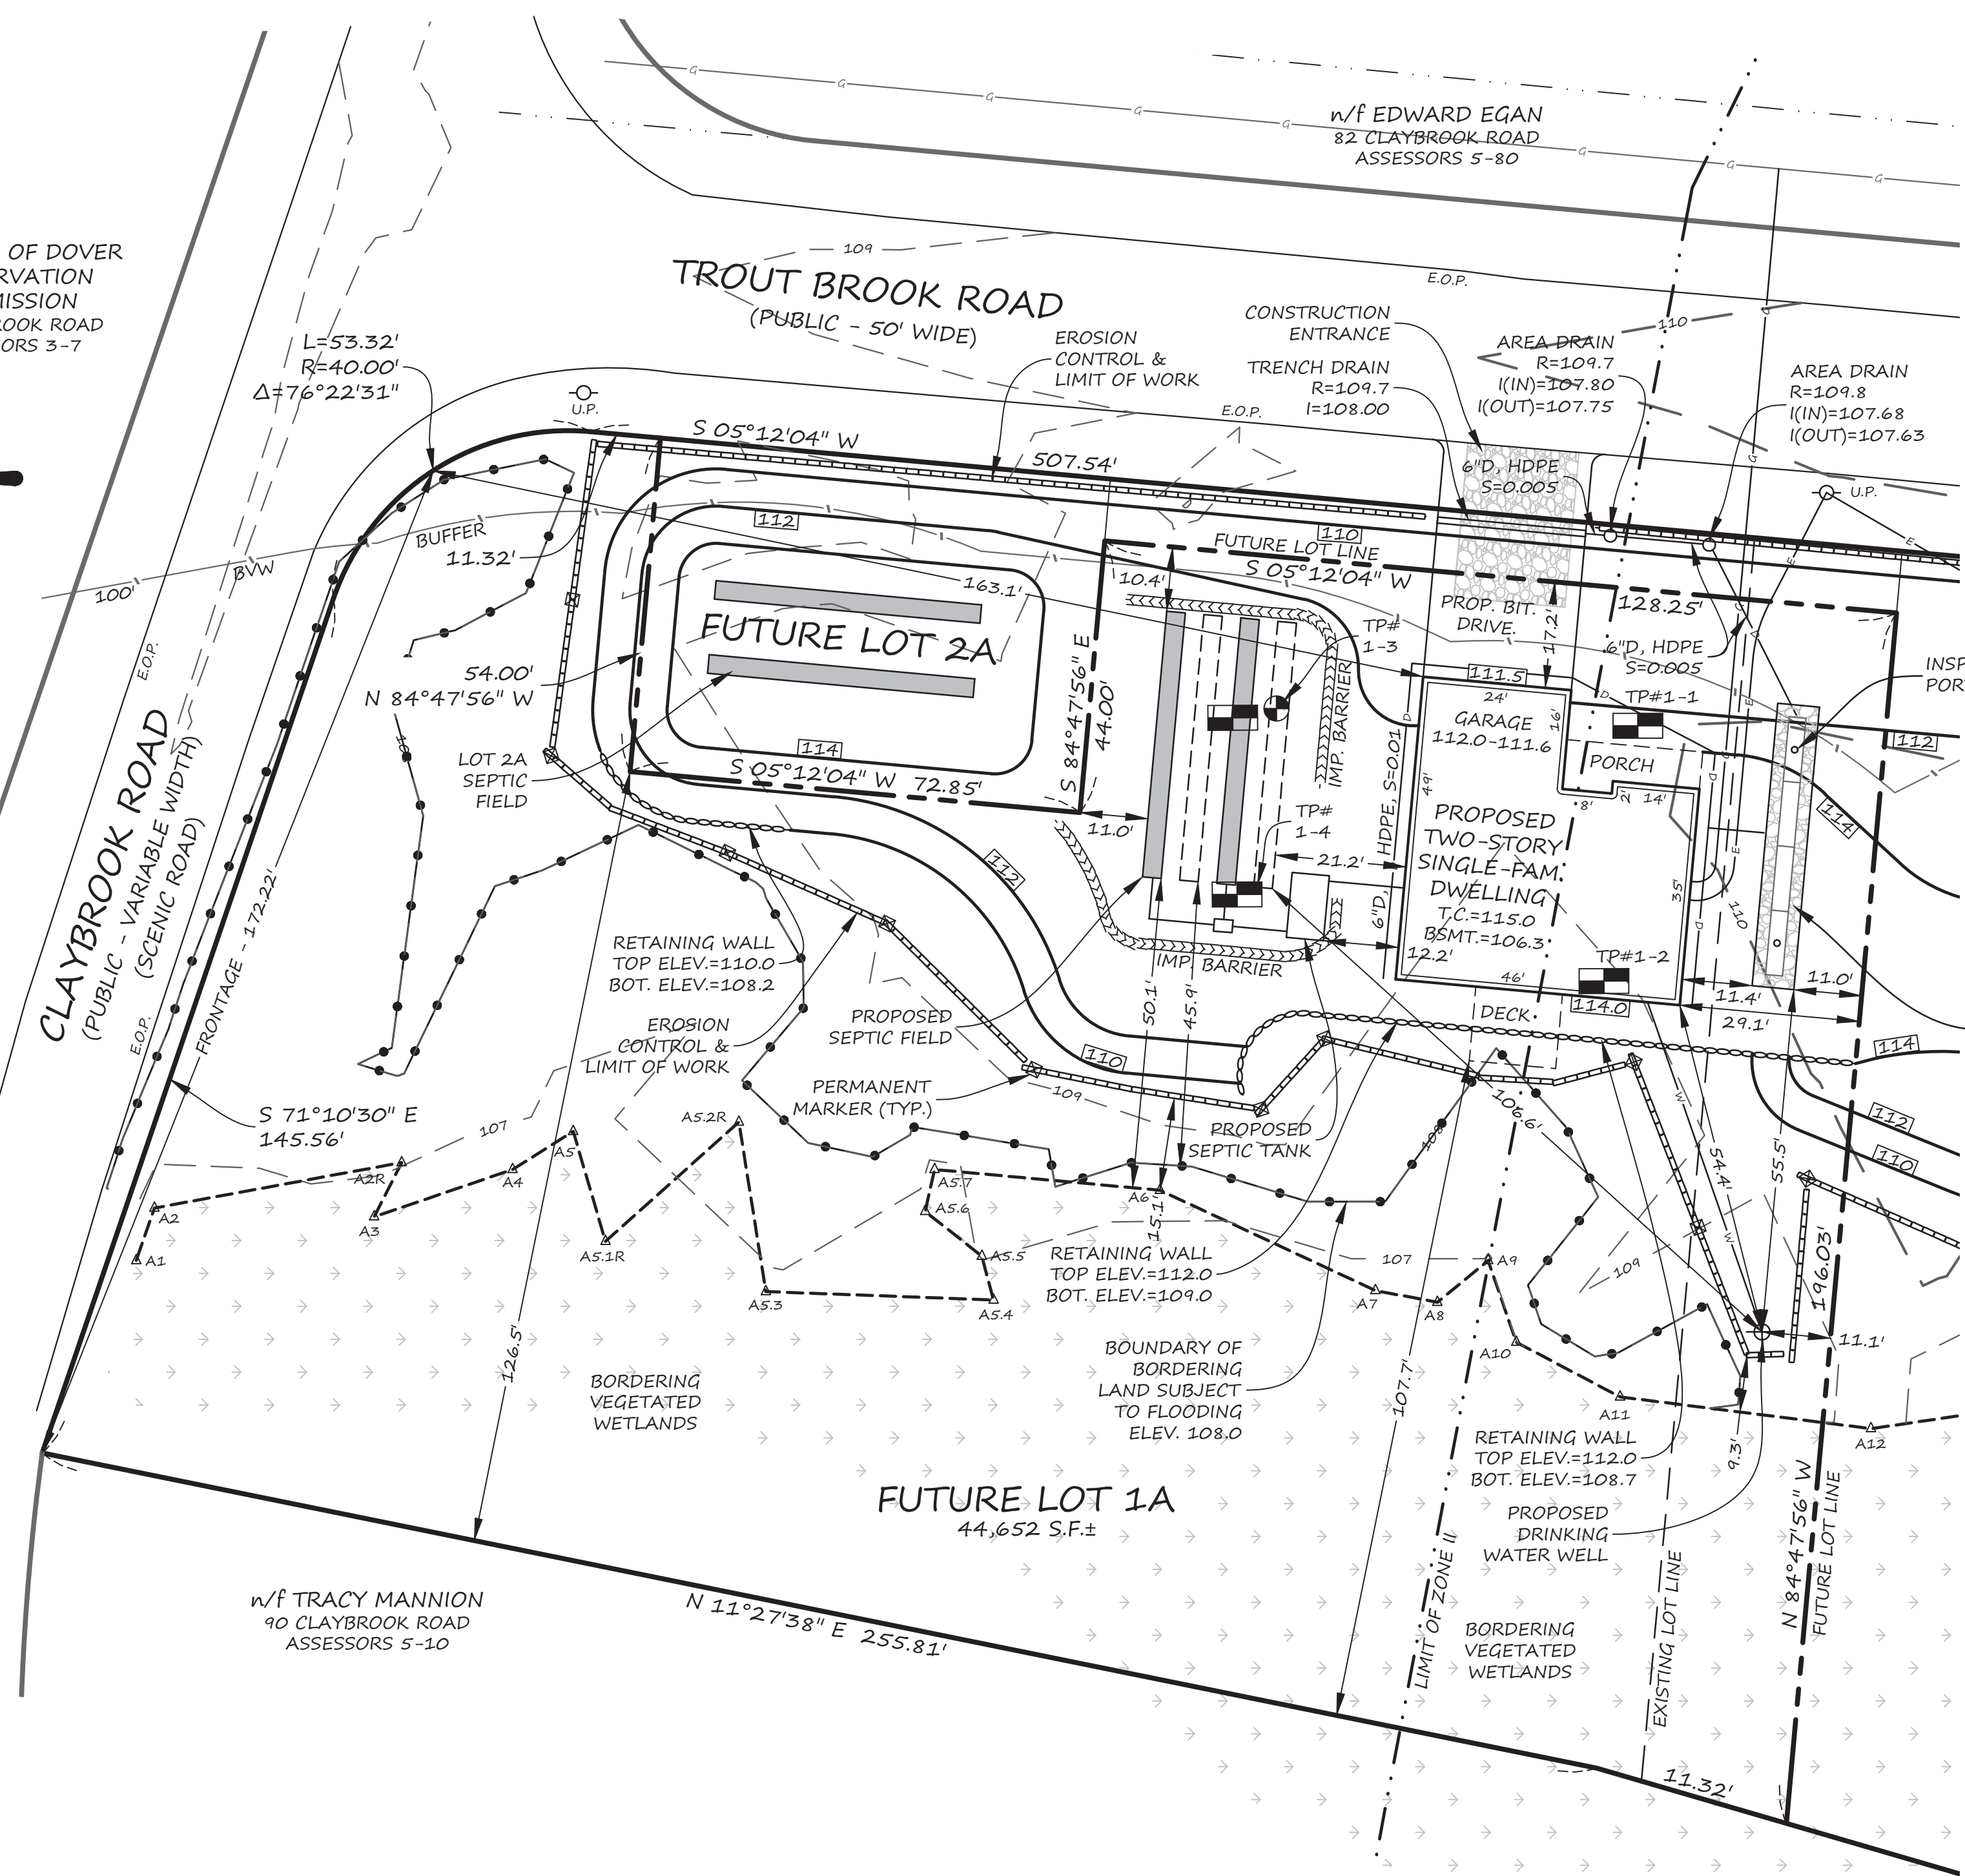 n/f EDWARD EGAN
82 CLAYBROOK ROAD
ASSESSORS 5-80
OF DOVER
RVATION
MISSION
OOK ROAD
ORS 3-7
109
TROUT BROOK ROAD
(PUBLIC - 50' WIDE)
E.O.P.
110
L=53.32'
R=40.00'
Δ=76°22'31"
EROSION
CONTROL &
LIMIT OF WORK
CONSTRUCTION
ENTRANCE
TRENCH DRAIN
R=109.7
I=108.00
AREA DRAIN
R=109.7
I(IN)=107.80
I(OUT)=107.75
AREA DRAIN
R=109.8
I(IN)=107.68
I(OUT)=107.63
U.P.
E.O.P.
S 05°12'04" W
507.54'
6"D, HDPE
S=0.005
U.P.
BUFFER
BVW
100'
11.32'
112
110
FUTURE LOT LINE
S 05°12'04" W
128.25'
10.4'
163.1'
PROP. BIT.
DRIVE.
17.2'
6"D, HDPE
S=0.005
FUTURE LOT 2A
54.00'
N 84°47'56" W
S 84°47'56" E
44.00'
TP#
1-3
IMP. BARRIER
111.5
24'
GARAGE
112.0-111.6
16'
TP#1-1
PORCH
INSP
POR
112
114
LOT 2A
SEPTIC
FIELD
114
S 05°12'04" W 72.85'
11.0'
TP#
1-4
21.2'
6"D, HDPE, S=0.01
49'
8'
2'
14'
PROPOSED
TWO-STORY
SINGLE-FAM.
DWELLING
T.C.=115.0
BSMT.=106.3
35'
110
TP#1-2
46'
12.2'
114.0
DECK
11.4'
11.0'
29.1'
114
E.O.P.
CLAYBROOK ROAD
(PUBLIC - VARIABLE WIDTH)
(SCENIC ROAD)
E.O.P.
FRONTAGE - 172.22'
S 71°10'30" E
145.56'
112
RETAINING WALL
TOP ELEV.=110.0
BOT. ELEV.=108.2
EROSION
CONTROL &
LIMIT OF WORK
PROPOSED
SEPTIC FIELD
IMP. BARRIER
50.1'
45.9'
110
PERMANENT
MARKER (TYP.)
109
PROPOSED
SEPTIC TANK
106.6'
108
112
110
107
A5.2R
A5
A4
A2R
A3
A2
A1
A5.1R
A5.3
A5.4
A5.5
A5.6
A5.7
A6
15.1'
RETAINING WALL
TOP ELEV.=112.0
BOT. ELEV.=109.0
107
A7
A8
A9
A10
A11
A12
109
54.4'
55.5'
196.03'
11.1'
9.3'
126.5'
107.7'
BORDERING
VEGETATED
WETLANDS
BOUNDARY OF
BORDERING
LAND SUBJECT
TO FLOODING
ELEV. 108.0
RETAINING WALL
TOP ELEV.=112.0
BOT. ELEV.=108.7
PROPOSED
DRINKING
WATER WELL
FUTURE LOT 1A
44,652 S.F.±
n/f TRACY MANNION
90 CLAYBROOK ROAD
ASSESSORS 5-10
N 11°27'38" E 255.81'
LIMIT OF ZONE II
BORDERING
VEGETATED
WETLANDS
EXISTING LOT LINE
N 84°47'56" W
FUTURE LOT LINE
11.32'